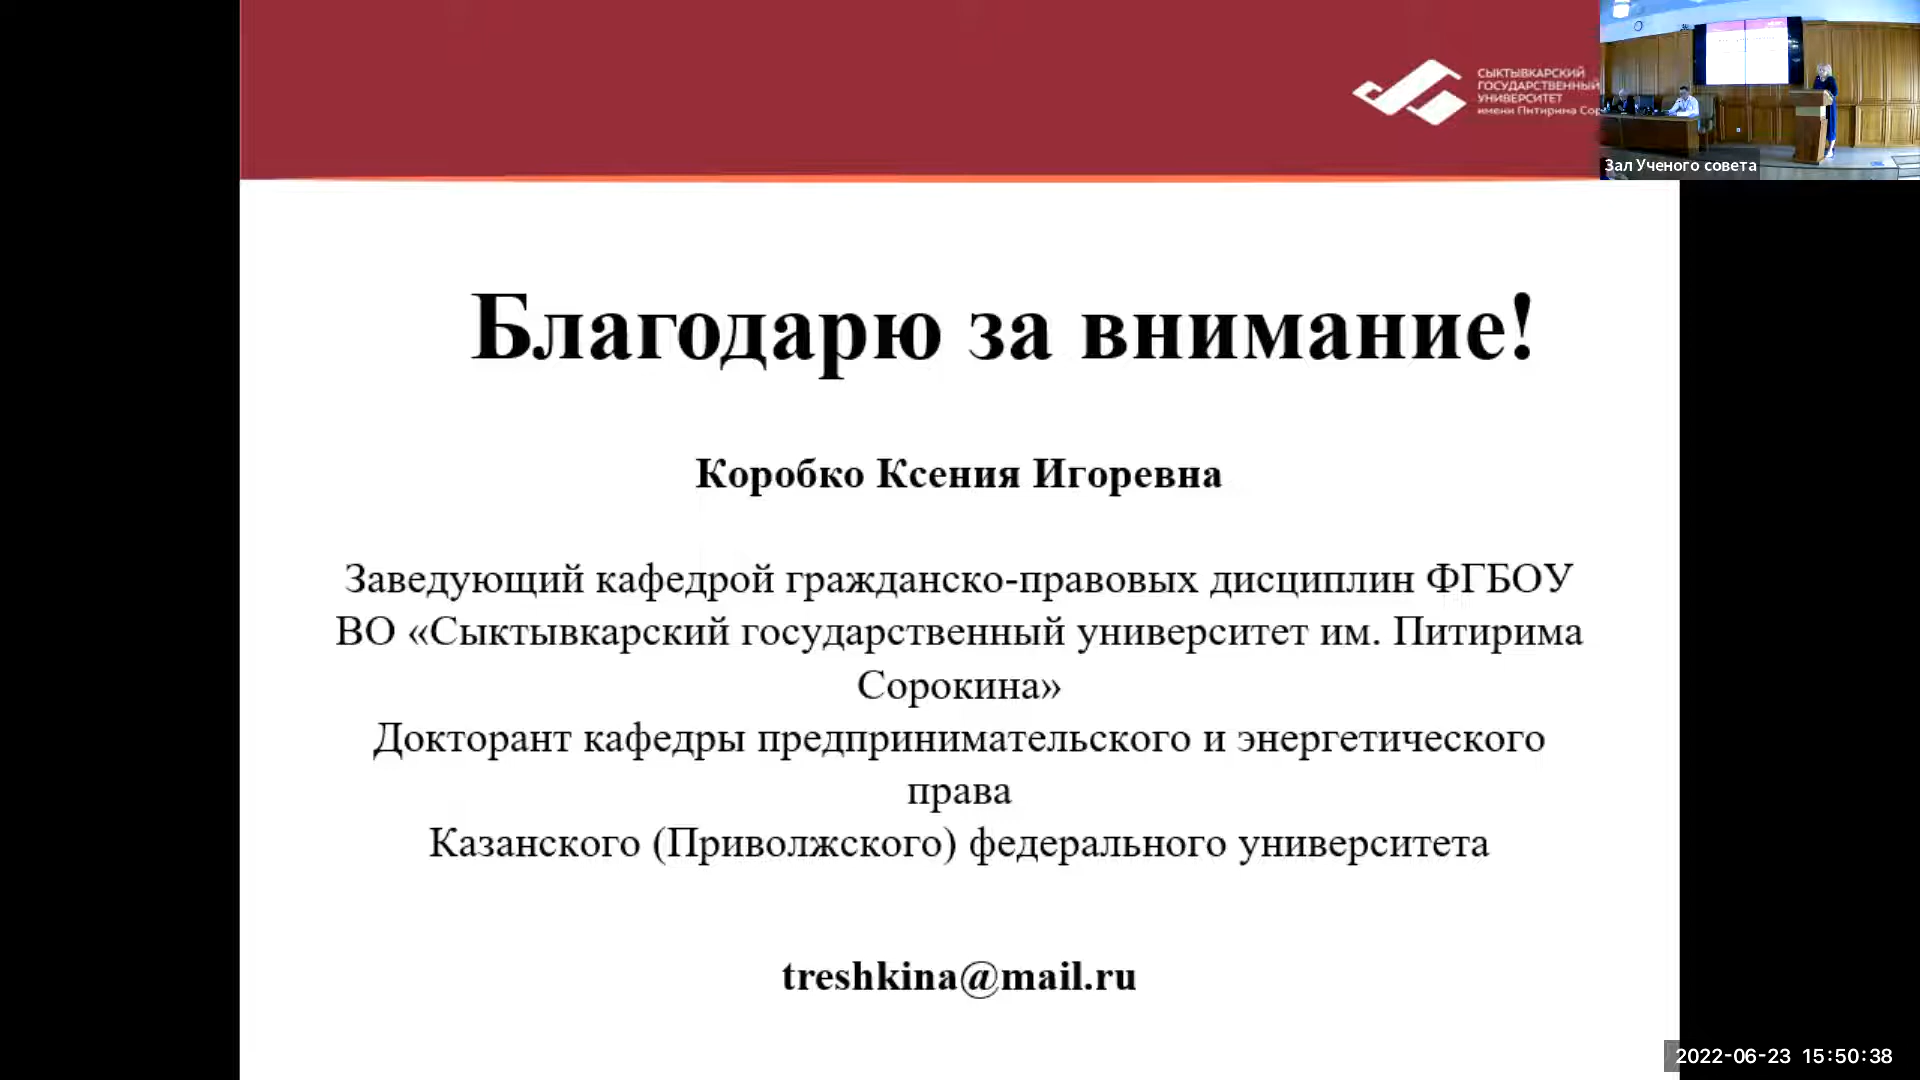 СЫКТЫВКАРСКИЙ
ГОСУДАРСТВЕННЫЙ
УНИВЕРСИТЕТ
имени Питирима
Зал Ученого совета
Благодарю за внимание!
Коробко Ксения Игоревна
Заведующий кафедрой гражданско-правовых дисциплин ФГБОУ
ВО «Сыктывкарский государственный университет им. Питирима
Сорокина»
Докторант кафедры предпринимательского и энергетического
права
Казанского (Приволжского) федерального университета
treshkina@mail.ru
2022-06-23 15:50:38